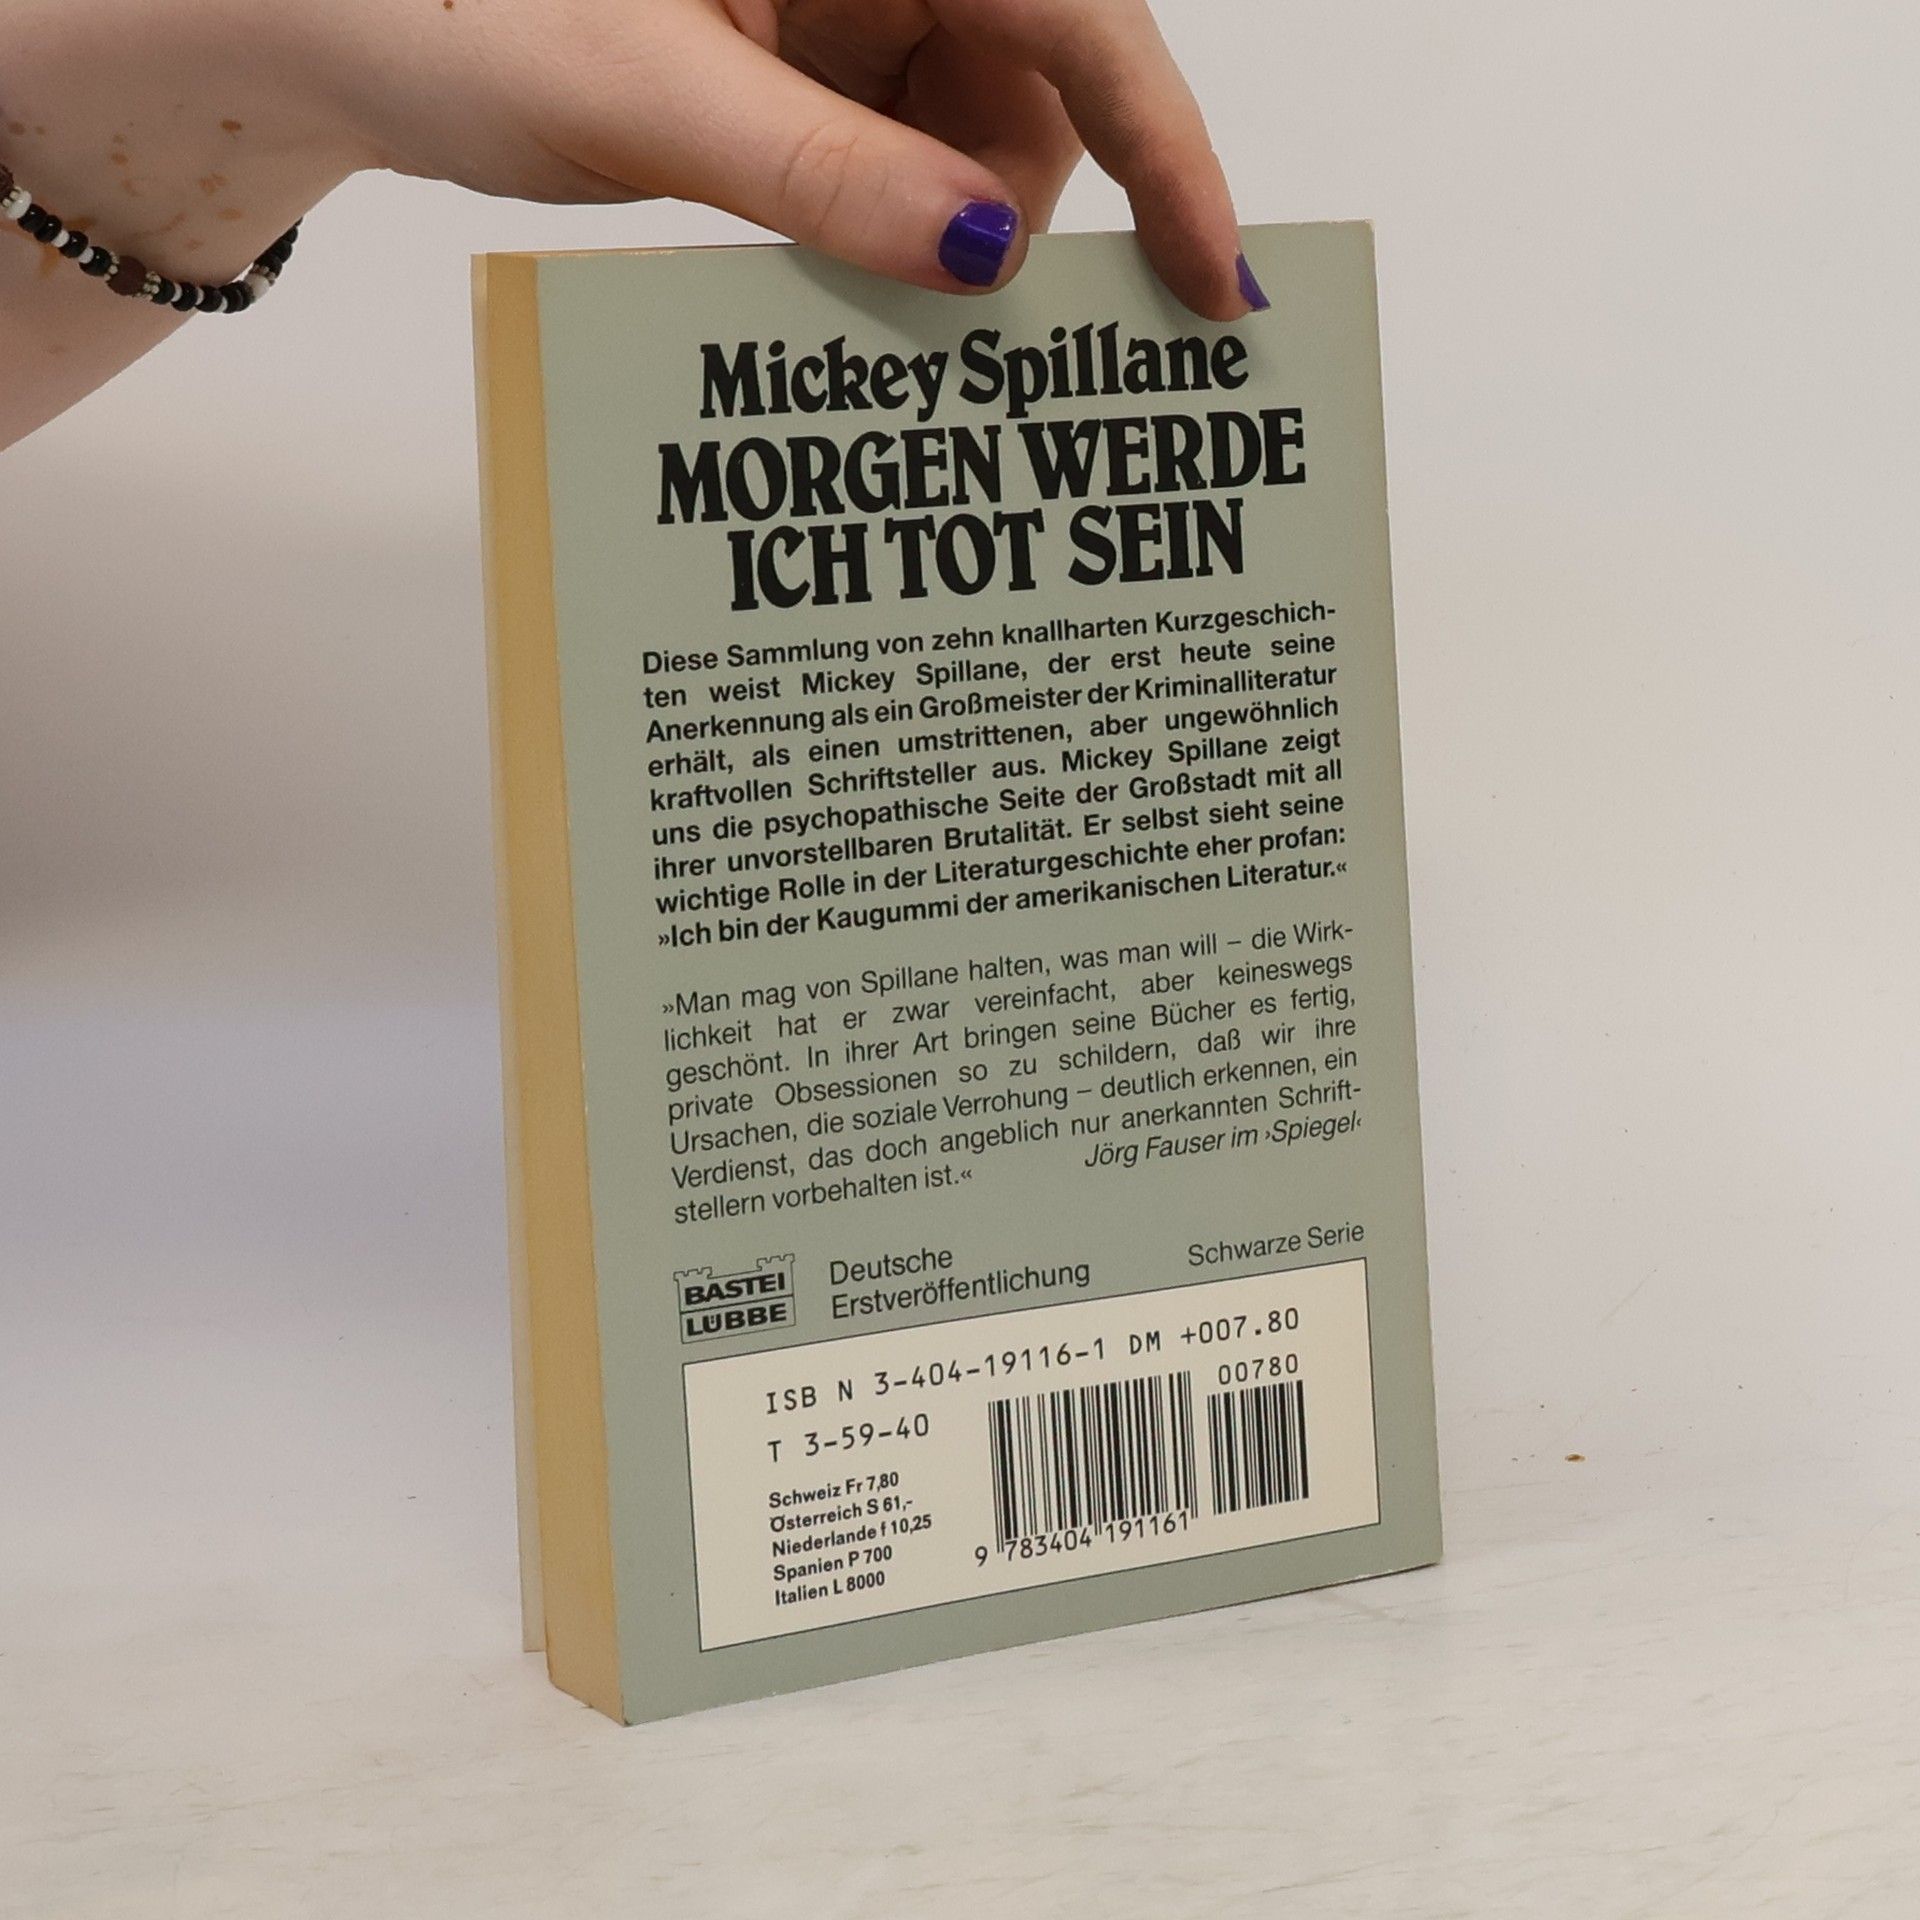 Mickey Spillane
MORGEN WERDE
ICH TOT SEIN
Diese Sammlung von zehn knallharten Kurzgeschich-
ten weist Mickey Spillane, der erst heute seine
Anerkennung als ein Großmeister der Kriminalliteratur
erhält, als einen umstrittenen, aber ungewöhnlich
kraftvollen Schriftsteller aus. Mickey Spillane zeigt
uns die psychopathische Seite der Großstadt mit all
ihrer unvorstellbaren Brutalität. Er selbst sieht seine
wichtige Rolle in der Literaturgeschichte eher profan:
»Ich bin der Kaugummi der amerikanischen Literatur.«
»Man mag von Spillane halten, was man will – die Wirk-
lichkeit hat er zwar vereinfacht, aber keineswegs
geschönt. In ihrer Art bringen seine Bücher es fertig,
private Obsessionen so zu schildern, daß wir ihre
Ursachen, die soziale Verrohung – deutlich erkennen, ein
Verdienst, das doch angeblich nur anerkannten Schrift-
stellern vorbehalten ist.« Jörg Fauser im ›Spiegel‹
BASTEI
LÜBBE
Deutsche
Erstveröffentlichung
Schwarze Serie
ISB N 3-404-19116-1 DM +007.80
T 3-59-40
00780
Schweiz Fr 7,80
Österreich S 61,-
Niederlande f 10,25
Spanien P 700
Italien L 8000
9 783404 191161